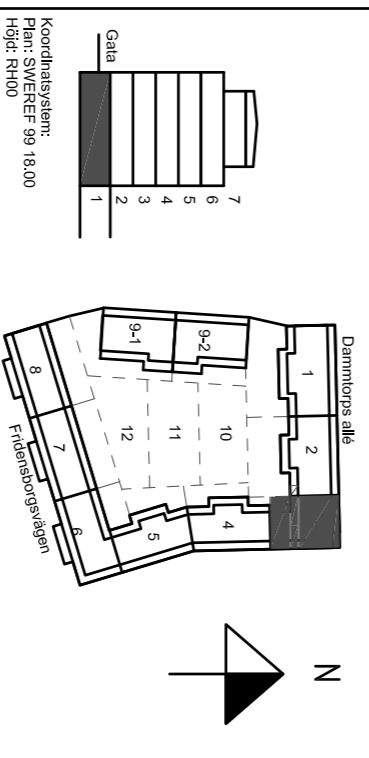 7
6
5
4
3
2
1
Gata
Koordinatsystem:
Plan: SWEREF 99 18.00
Höjd: RH00
Dammtorps allé
1
2
9-1
9-2
12
11
10
4
5
8
7
6
Fridensborgsvägen
N